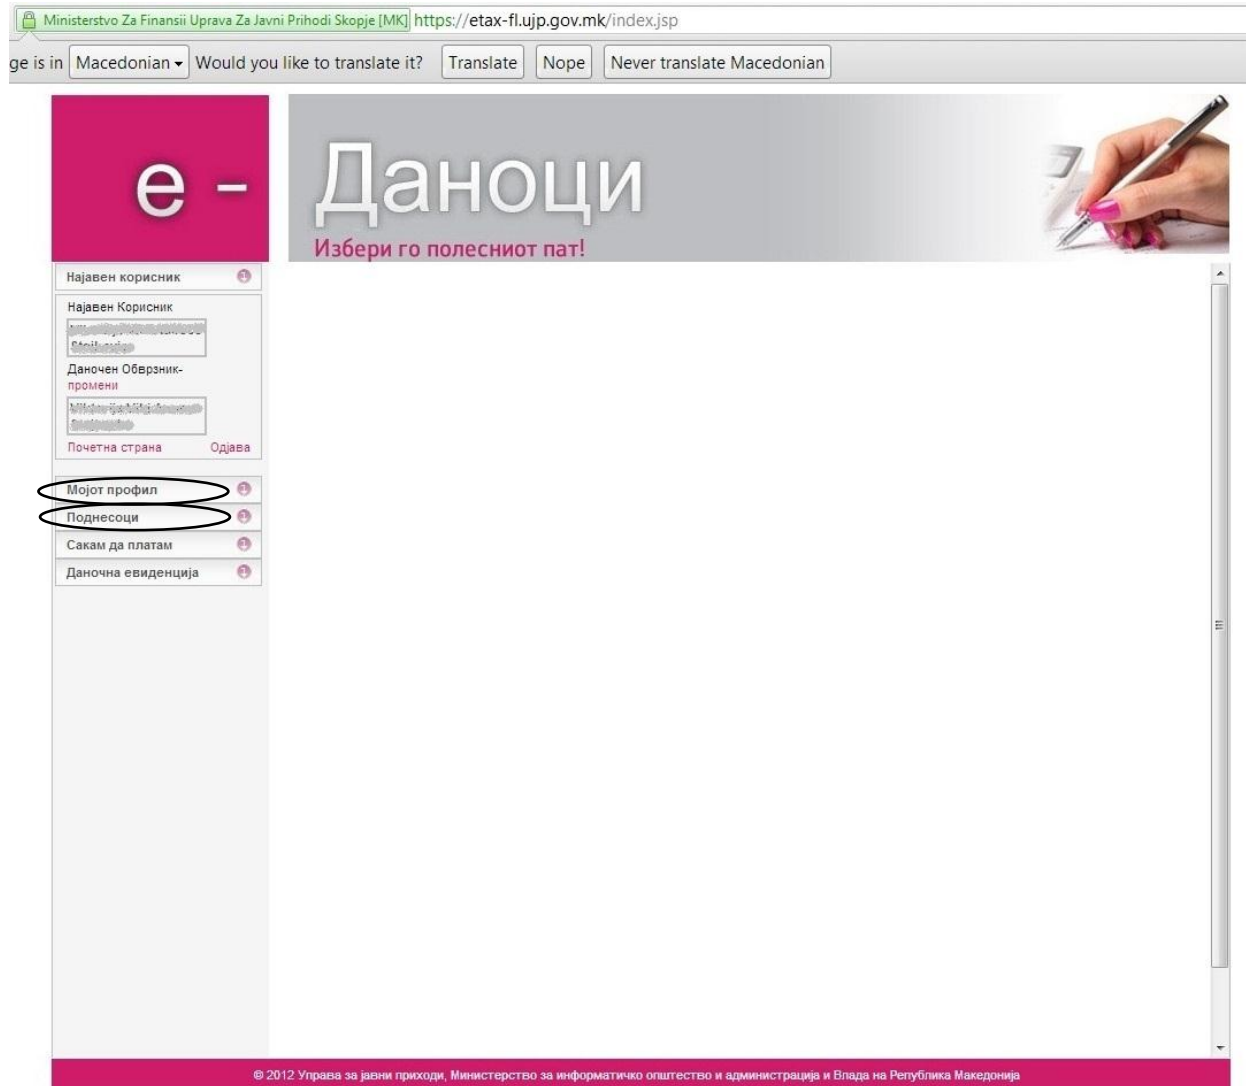 Ministerstvo Za Finansii Uprava Za Javni Prihodi Skopje [MK] https://etax-fl.ujp.gov.mk/index.jsp
ge is in Macedonian Would you like to translate it? Translate Nope Never translate Macedonian
e - Даноци
Избери го полесниот пат!
Најавен корисник
Најавен Корисник
Даночен Обврзник-
промени
Почетна страна Одјава
Мојот профил
Поднесоци
Сакам да платам
Даночна евиденција
© 2012 Управа за јавни приходи, Министерство за информатичко општество и администрација и Влада на Република Македонија